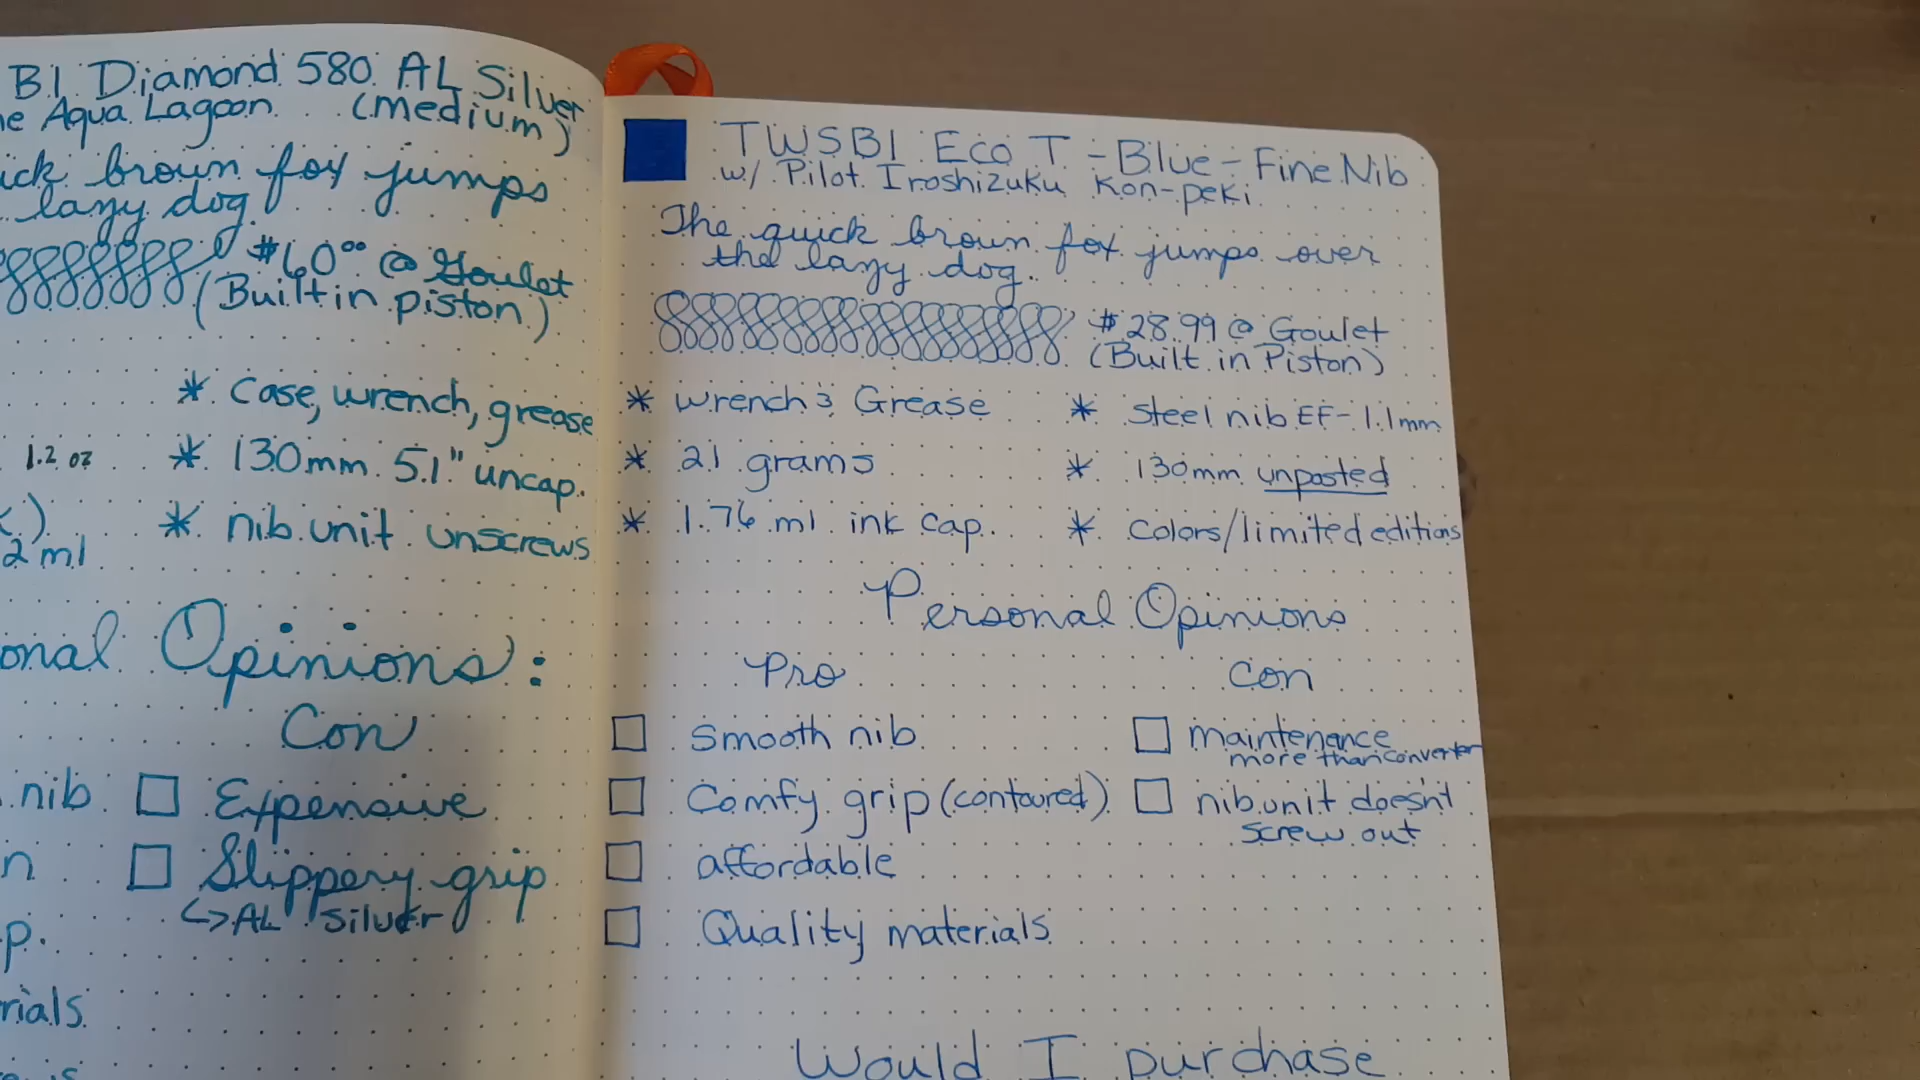 BI Diamond 580 AL Silver
e Aqua Lagoon (medium)
ick brown fox jumps
lazy dog
$60.00 @ Goulet
(Built in piston)
* Case, wrench, grease
1.2 oz * 130mm 5.1" uncap.
* nib unit unscrews
2 ml
onal Opinions:
Con
nib □ Expensive
n □ Slippery grip
↳AL Silver
p.
rials
TWSBI Eco T - Blue - Fine Nib
w/ Pilot Iroshizuku Kon-peki
The quick brown fox jumps over
the lazy dog.
$28.99 @ Goulet
(Built in Piston)
* wrench & Grease * steel nib EF-1.1mm
* 21 grams * 130mm unposted
* 1.76 ml ink cap. * Colors/limited editions
Personal Opinions
Pro Con
□ Smooth nib □ maintenance
more than converter
□ Comfy grip (contoured) □ nib unit doesn't
screw out
□ affordable
□ Quality materials
Would I purchase